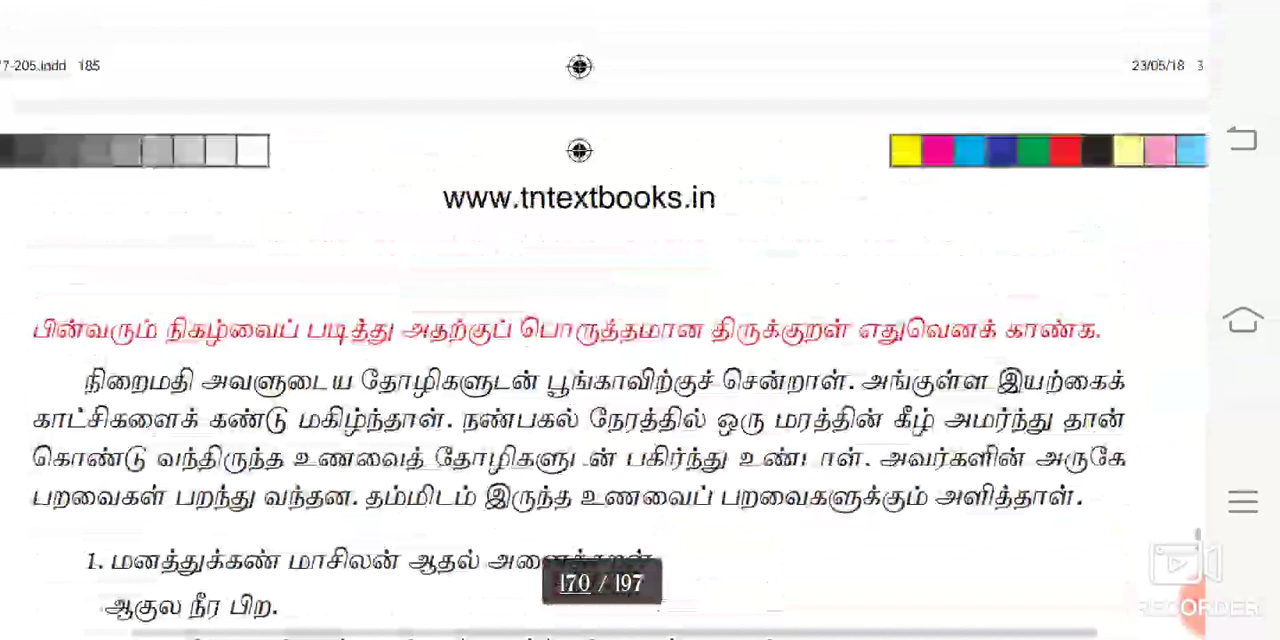 7-205.indd 185
23/05/18 3
www.tntextbooks.in
பின்வரும் நிகழ்வைப் படித்து அதற்குப் பொருத்தமான திருக்குறள் எதுவெனக் காண்க.
நிறைமதி அவளுடைய தோழிகளுடன் பூங்காவிற்குச் சென்றாள். அங்குள்ள இயற்கைக்
காட்சிகளைக் கண்டு மகிழ்ந்தாள். நண்பகல் நேரத்தில் ஒரு மரத்தின் கீழ் அமர்ந்து தான்
கொண்டு வந்திருந்த உணவைத் தோழிகளுடன் பகிர்ந்து உண்டாள். அவர்களின் அருகே
பறவைகள் பறந்து வந்தன. தம்மிடம் இருந்த உணவைப் பறவைகளுக்கும் அளித்தாள்.
1. மனத்துக்கண் மாசிலன் ஆதல் அனைத்தறன்
170 / 197
ஆகுல நீர பிற.
RECORDER